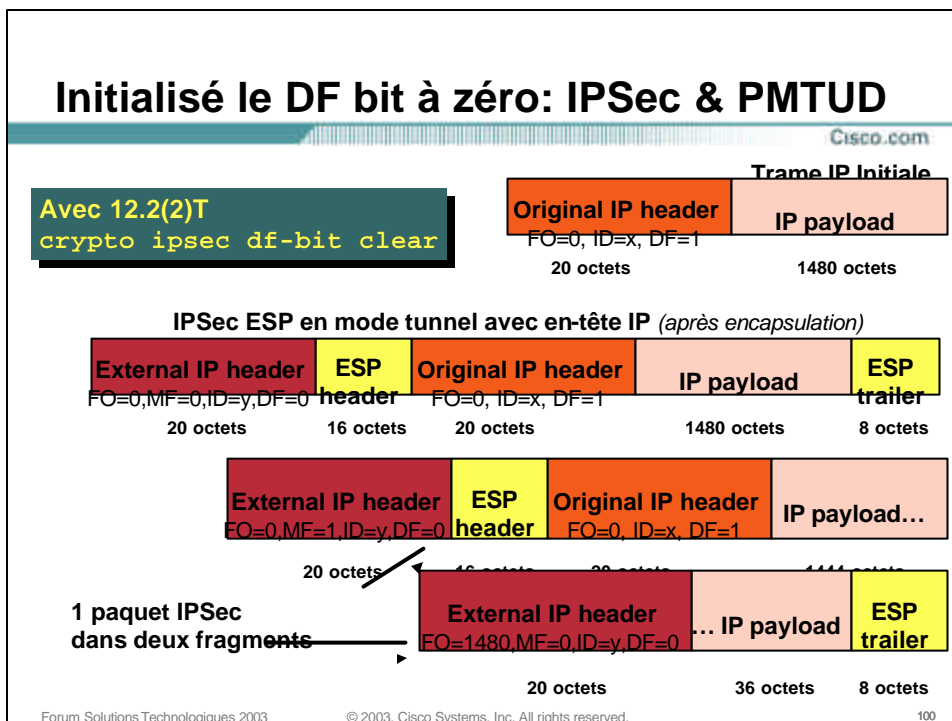 Initialisé le DF bit à zéro: IPSec & PMTUD
Cisco.com
Trame IP Initiale
Avec 12.2(2)T
crypto ipsec df-bit clear
Original IP header
FO=0, ID=x, DF=1
IP payload
20 octets
1480 octets
IPSec ESP en mode tunnel avec en-tête IP (après encapsulation)
External IP header
FO=0,MF=0,ID=y,DF=0
ESP
header
Original IP header
FO=0, ID=x, DF=1
IP payload
ESP
trailer
20 octets
16 octets
20 octets
1480 octets
8 octets
External IP header
FO=0,MF=1,ID=y,DF=0
ESP
header
Original IP header
FO=0, ID=x, DF=1
IP payload…
20 octets
16 octets
20 octets
1444 octets
1 paquet IPSec
dans deux fragments
External IP header
FO=1480,MF=0,ID=y,DF=0
… IP payload
ESP
trailer
20 octets
36 octets
8 octets
Forum Solutions Technologiques 2003
© 2003, Cisco Systems, Inc. All rights reserved.
100